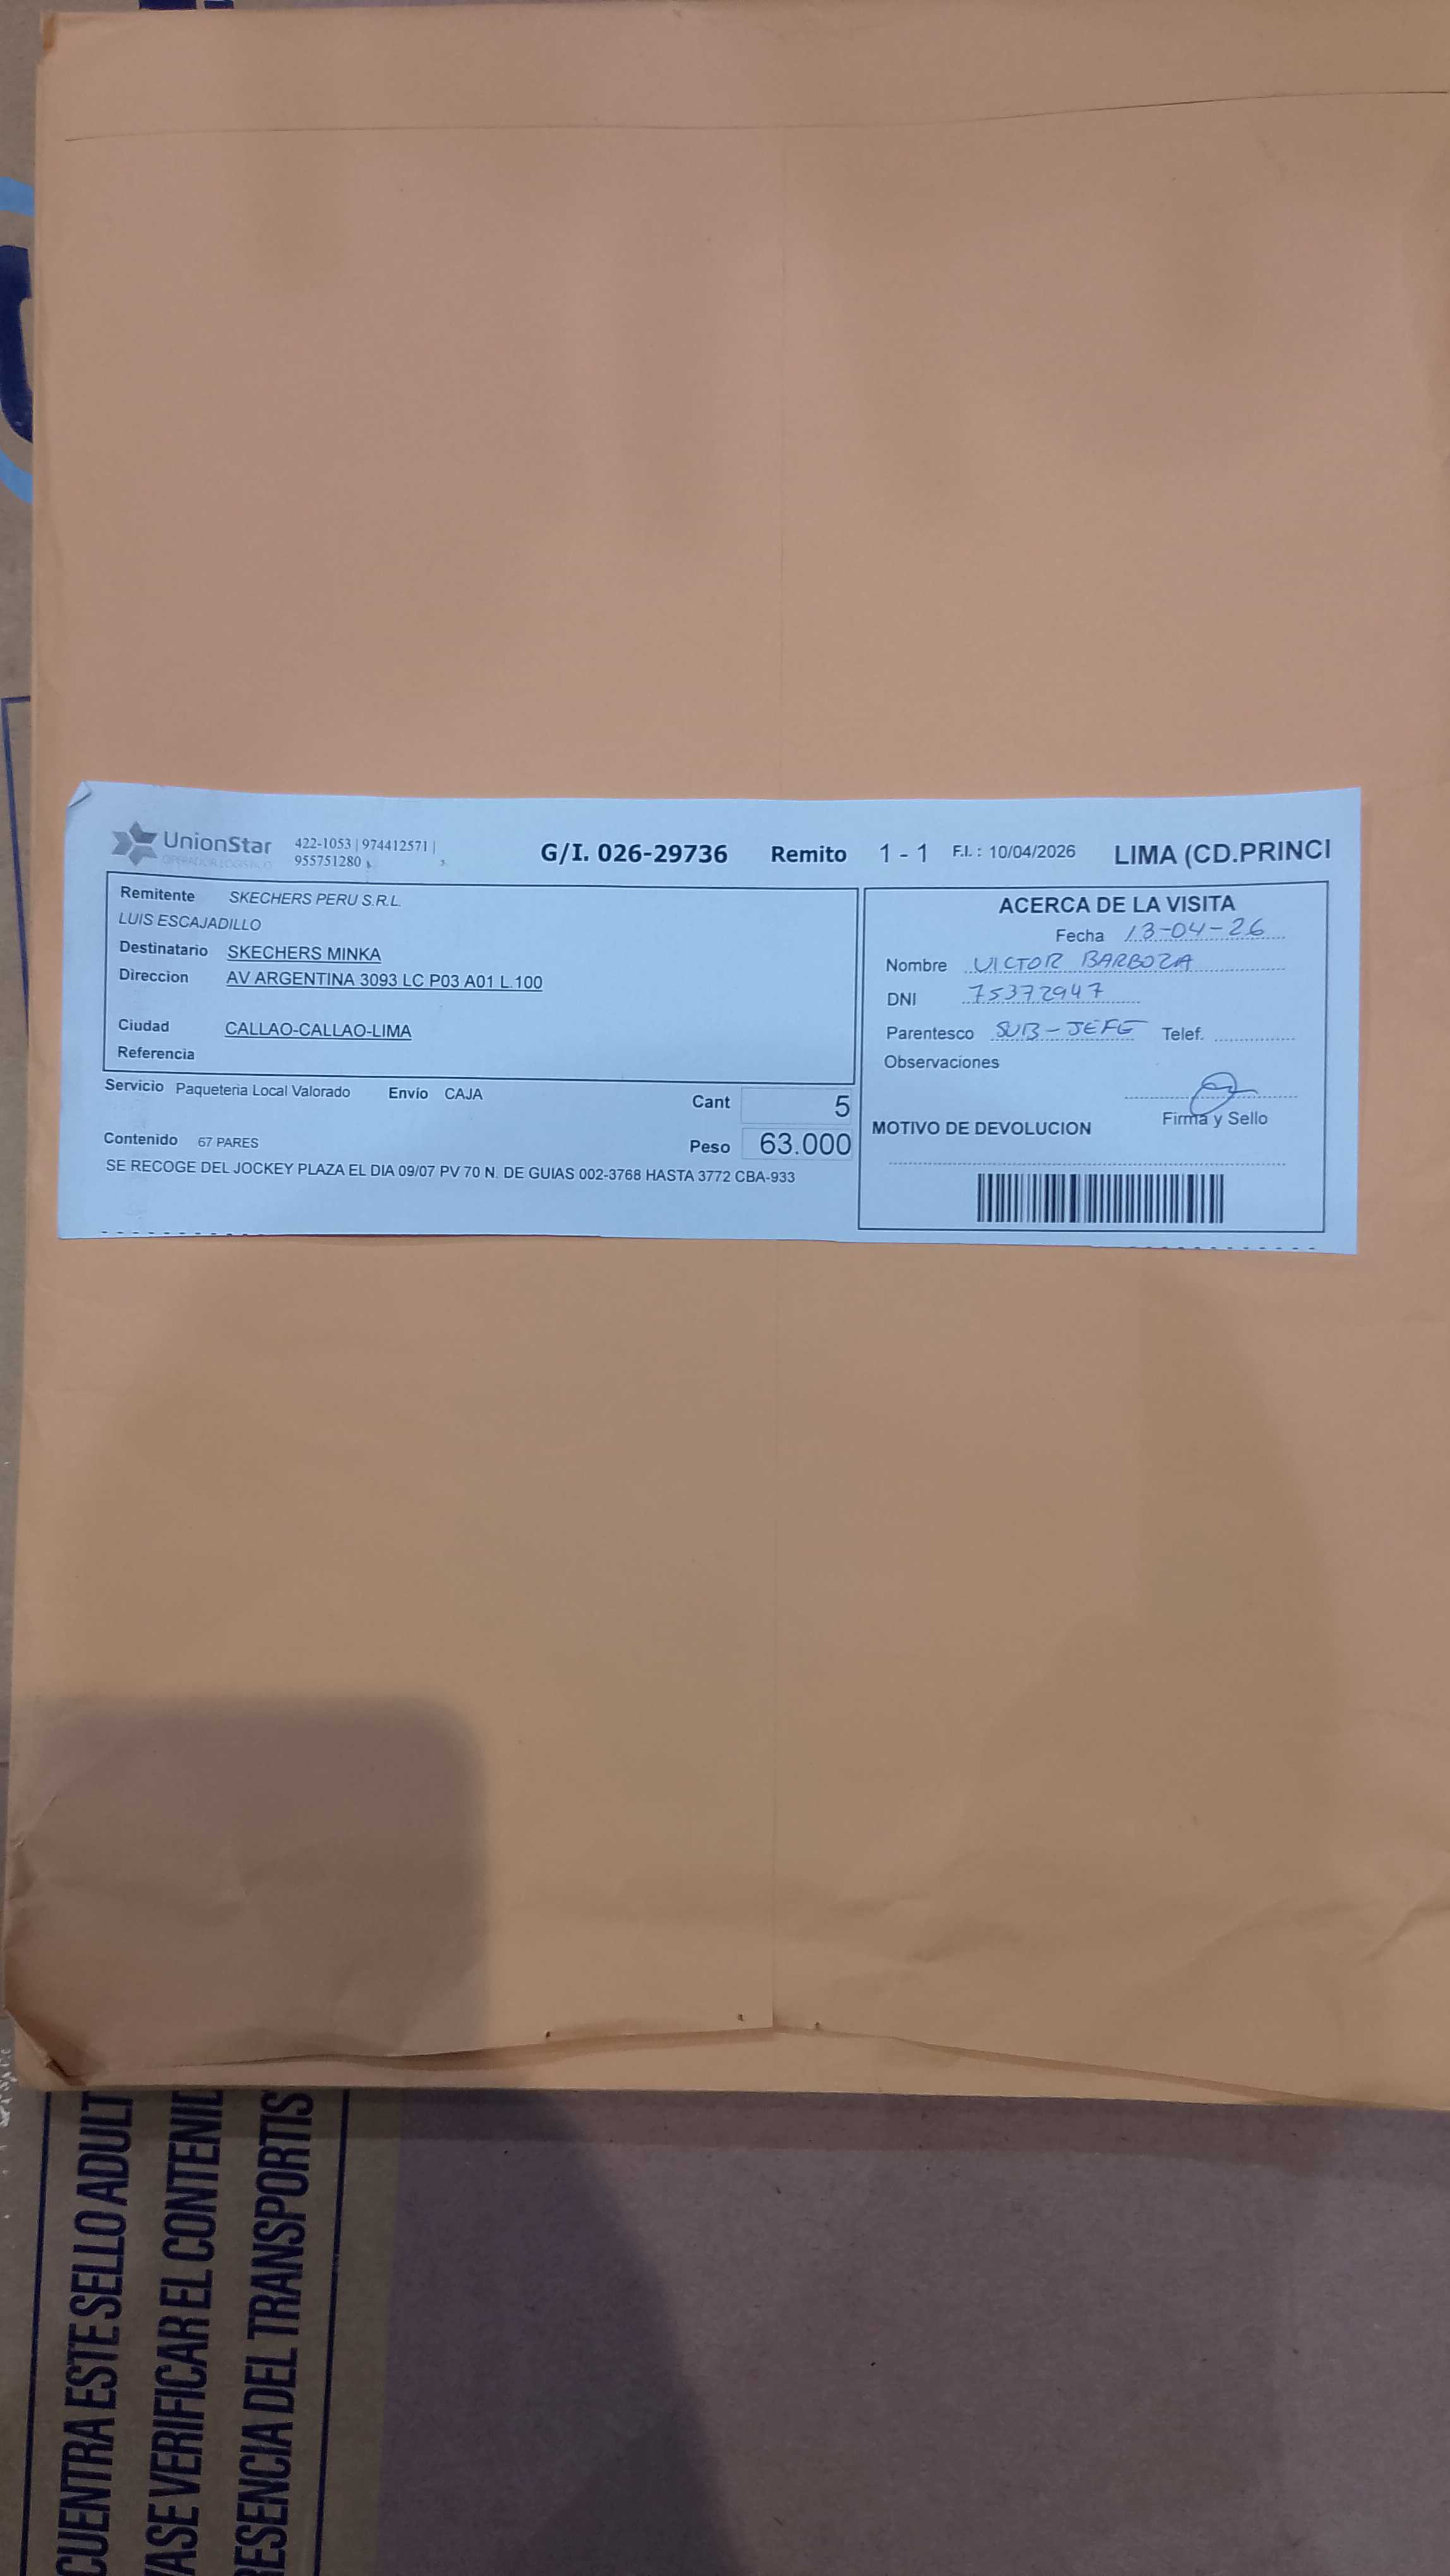 UnionStar
OPERADOR LOGISTICO
422-1053 | 974412571 |
955751280
G/I. 026-29736 Remito 1 - 1 F.I. : 10/04/2026 LIMA (CD.PRINCI
Remitente SKECHERS PERU S.R.L.
LUIS ESCAJADILLO
Destinatario SKECHERS MINKA
Direccion AV ARGENTINA 3093 LC P03 A01 L.100
Ciudad CALLAO-CALLAO-LIMA
Referencia
Servicio Paqueteria Local Valorado Envío CAJA
Cant 5
Contenido 67 PARES
Peso 63.000
SE RECOGE DEL JOCKEY PLAZA EL DIA 09/07 PV 70 N. DE GUIAS 002-3768 HASTA 3772 CBA-933
ACERCA DE LA VISITA
Fecha 13-04-26
Nombre VICTOR BARBOZA
DNI 75372947
Parentesco SUB-JEFE Telef.
Observaciones
Firma y Sello
MOTIVO DE DEVOLUCION
CUENTRA ESTE SELLO ADULT
ASE VERIFICAR EL CONTENID
RESENCIA DEL TRANSPORTIS